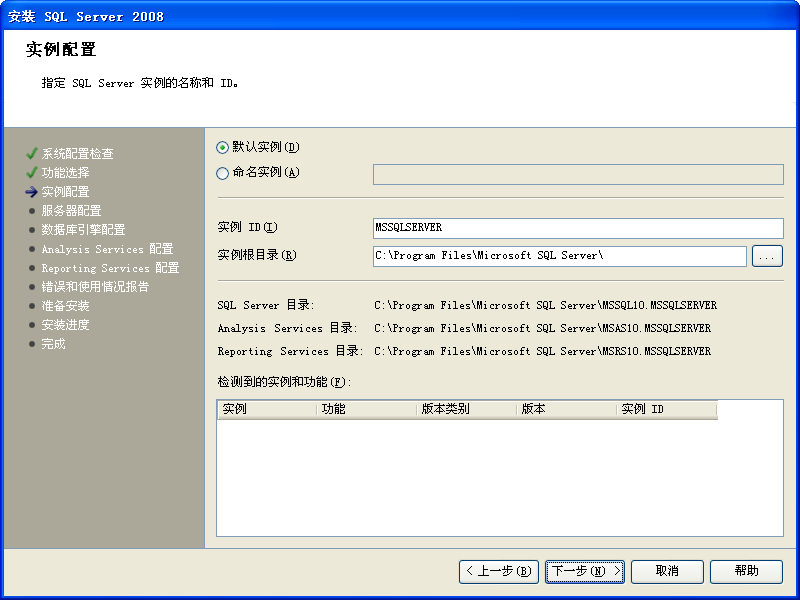 安装 SQL Server 2008
实例配置
指定 SQL Server 实例的名称和 ID。
系统配置检查
功能选择
实例配置
服务器配置
数据库引擎配置
Analysis Services 配置
Reporting Services 配置
错误和使用情况报告
准备安装
安装进度
完成
默认实例(D)
命名实例(A)
实例 ID(I) MSSQLSERVER
实例根目录(R) C:\Program Files\Microsoft SQL Server\ ...
SQL Server 目录: C:\Program Files\Microsoft SQL Server\MSSQL10.MSSQLSERVER
Analysis Services 目录: C:\Program Files\Microsoft SQL Server\MSAS10.MSSQLSERVER
Reporting Services 目录: C:\Program Files\Microsoft SQL Server\MSRS10.MSSQLSERVER
检测到的实例和功能(F):
实例 功能 版本类别 版本 实例 ID
< 上一步(B) 下一步(N) > 取消 帮助